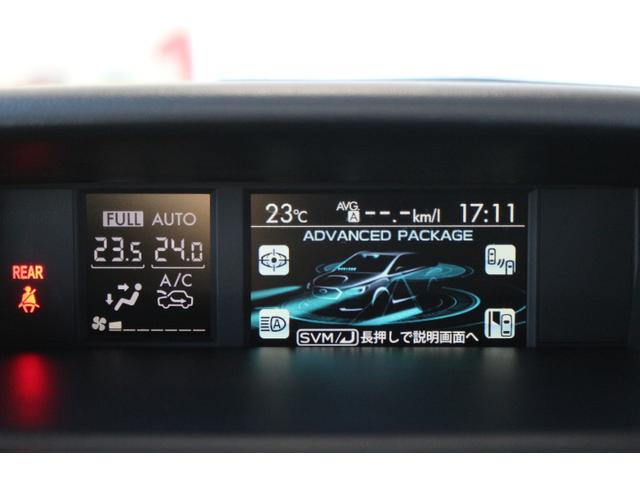 REAR
FULL AUTO
23.5 24.0
A/C
23℃ AVG. A --.-km/l 17:11
ADVANCED PACKAGE
A
SVM/ 長押しで説明画面へ